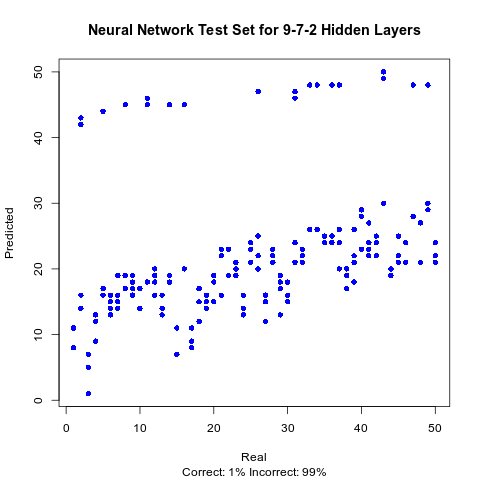 Neural Network Test Set for 9-7-2 Hidden Layers
Predicted
50
40
30
20
10
0
0 10 20 30 40 50
Real
Correct: 1% Incorrect: 99%